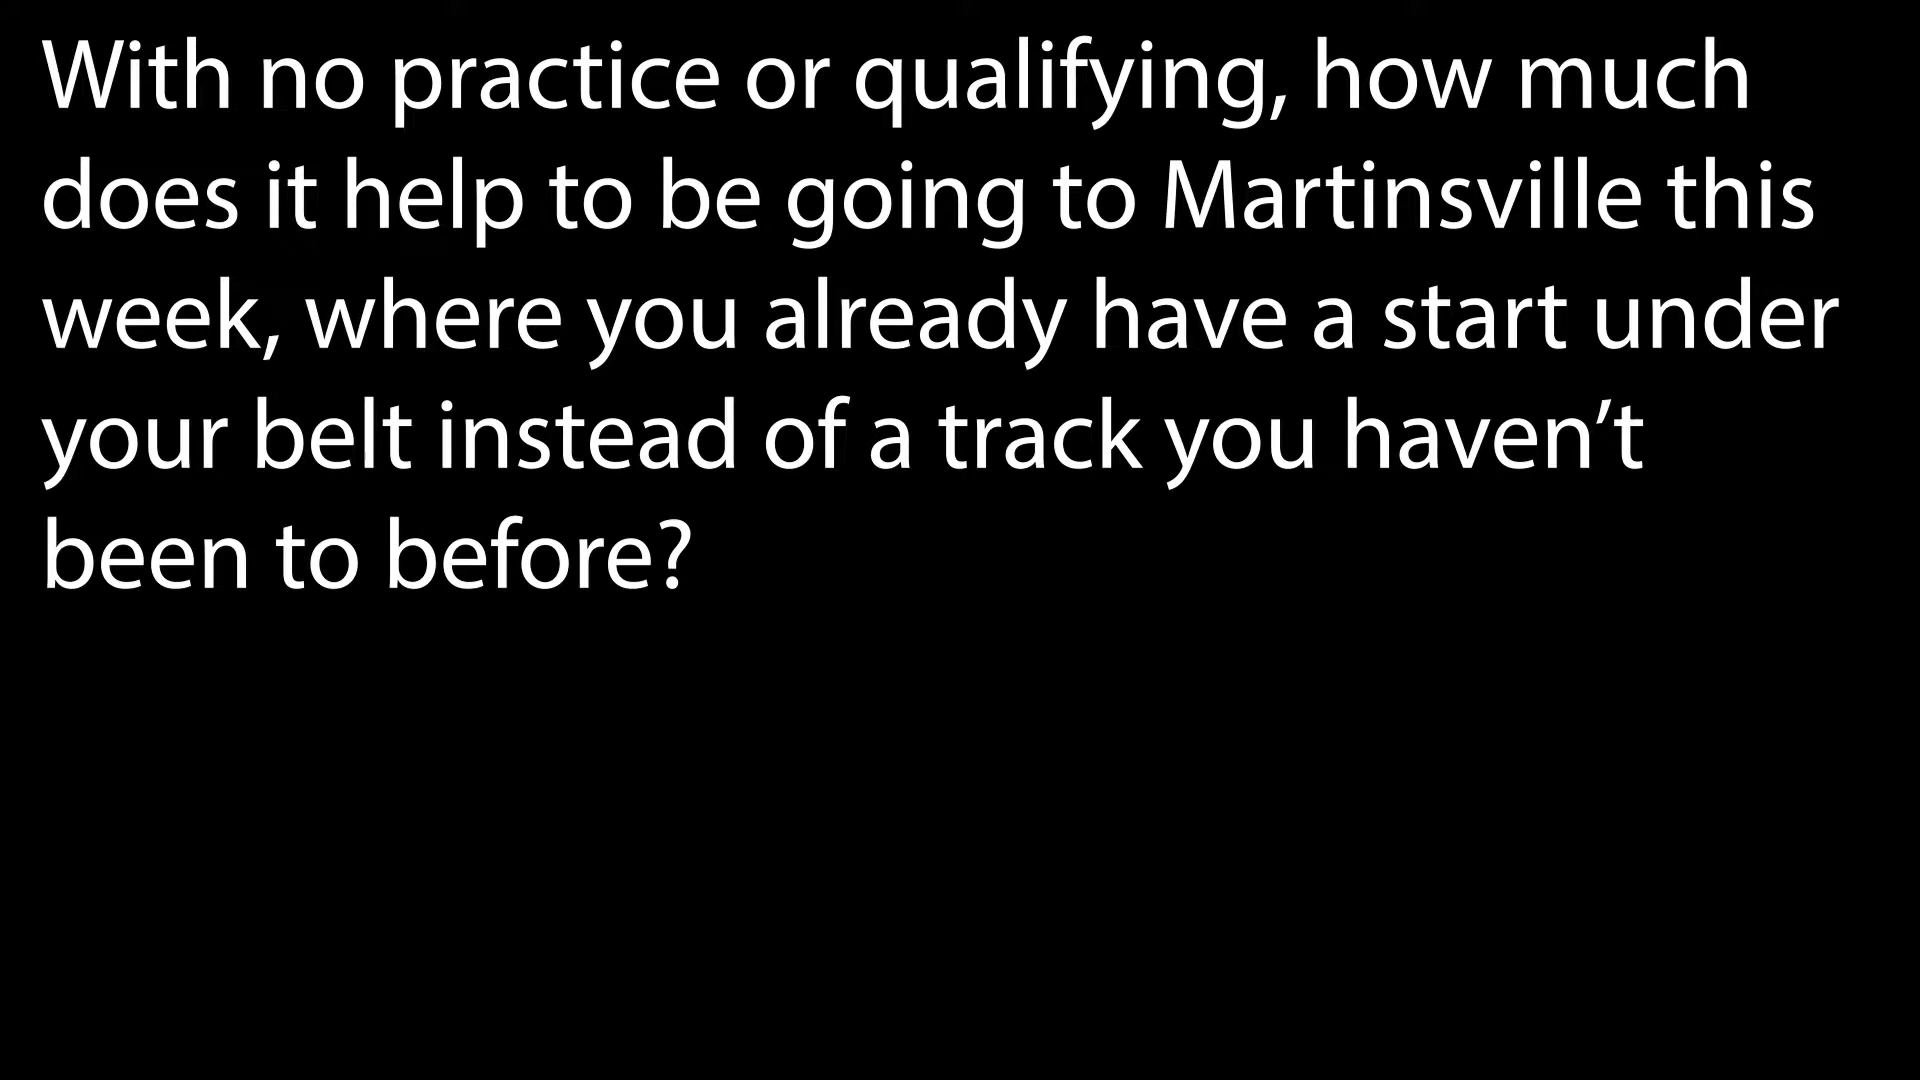 With no practice or qualifying, how much
does it help to be going to Martinsville this
week, where you already have a start under
your belt instead of a track you haven’t
been to before?